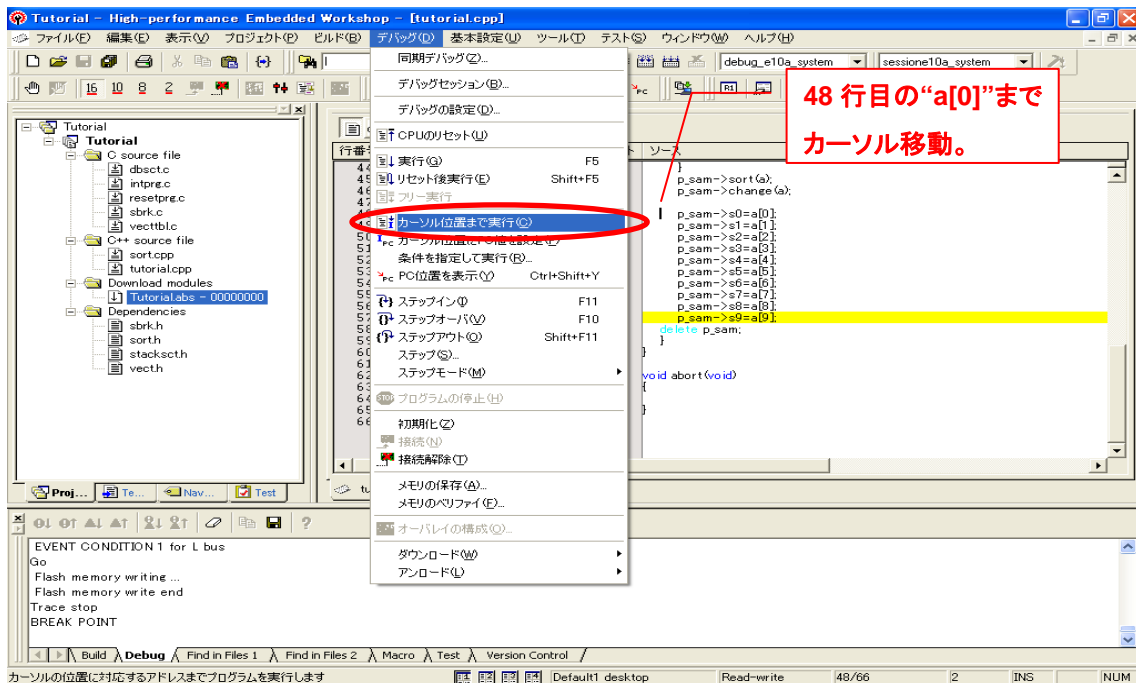 Tutorial - High-performance Embedded Workshop - [tutorial.cpp]
ファイル(F) 編集(E) 表示(V) プロジェクト(P) ビルド(B) デバッグ(D) 基本設定(U) ツール(T) テスト(S) ウィンドウ(W) ヘルプ(H)
debug_e10a_system sessione10a_system
16 10 8 2
48 行目の“a[0]”まで
カーソル移動。
Tutorial
Tutorial
C source file
dbsct.c
intprg.c
resetprg.c
sbrk.c
vecttbl.c
C++ source file
sort.cpp
tutorial.cpp
Download modules
Tutorial.abs - 00000000
Dependencies
sbrk.h
sort.h
stacksct.h
vect.h
Proj... Te... Nav... Test
同期デバッグ(Z)...
デバッグセッション(B)...
デバッグの設定(D)...
CPUのリセット(U)
実行(G) F5
リセット後実行(E) Shift+F5
フリー実行
カーソル位置まで実行(C)
カーソル位置にPC値を設定(P)
条件を指定して実行(R)...
PC位置を表示(Y) Ctrl+Shift+Y
ステップイン(I) F11
ステップオーバ(V) F10
ステップアウト(O) Shift+F11
ステップ(S)...
ステップモード(M)
プログラムの停止(H)
初期化(Z)
接続(N)
接続解除(T)
メモリの保存(A)...
メモリのベリファイ(F)...
オーバレイの構成(O)...
ダウンロード(W)
アンロード(L)
ソース
}
p_sam->sort(a);
p_sam->change(a);
p_sam->s0=a[0];
p_sam->s1=a[1];
p_sam->s2=a[2];
p_sam->s3=a[3];
p_sam->s4=a[4];
p_sam->s5=a[5];
p_sam->s6=a[6];
p_sam->s7=a[7];
p_sam->s8=a[8];
p_sam->s9=a[9];
delete p_sam;
}
}
void abort(void)
{
}
EVENT CONDITION 1 for L bus
Go
Flash memory writing ...
Flash memory write end
Trace stop
BREAK POINT
Build Debug Find in Files 1 Find in Files 2 Macro Test Version Control
カーソルの位置に対応するアドレスまでプログラムを実行します Default1 desktop Read-write 48/66 2 INS NUM